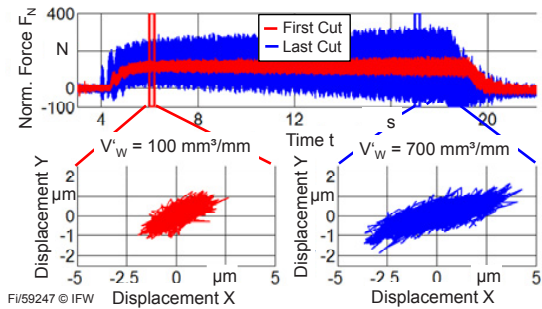 Norm. Force F_N
400
N
0
-100
First Cut
Last Cut
4
8
12
s
20
Time t
V'_W = 100 mm³/mm
V'_W = 700 mm³/mm
Displacement Y
2
µm
0
-1
-2
-5
-2.5
0
µm
5
Displacement X
Displacement Y
2
µm
0
-1
-2
-5
-2.5
0
µm
5
Displacement X
Fi/59247 © IFW